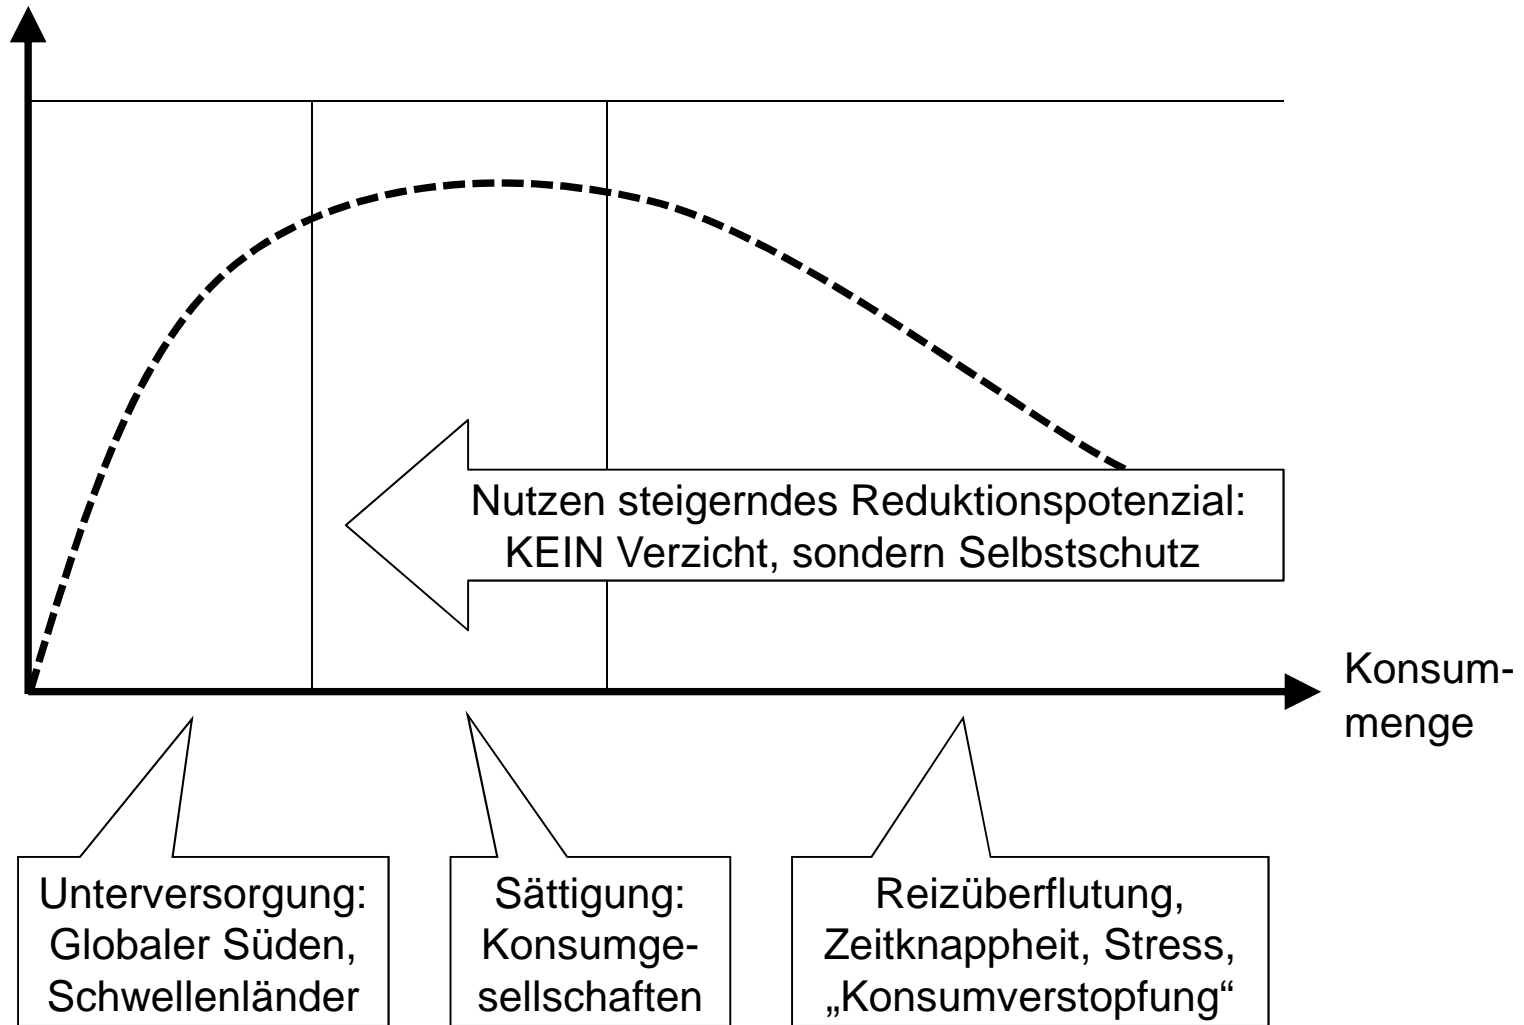 Nutzen steigerndes Reduktionspotenzial:
KEIN Verzicht, sondern Selbstschutz
Konsum-
menge
Unterversorgung:
Globaler Süden,
Schwellenländer
Sättigung:
Konsumge-
sellschaften
Reizüberflutung,
Zeitknappheit, Stress,
„Konsumverstopfung“